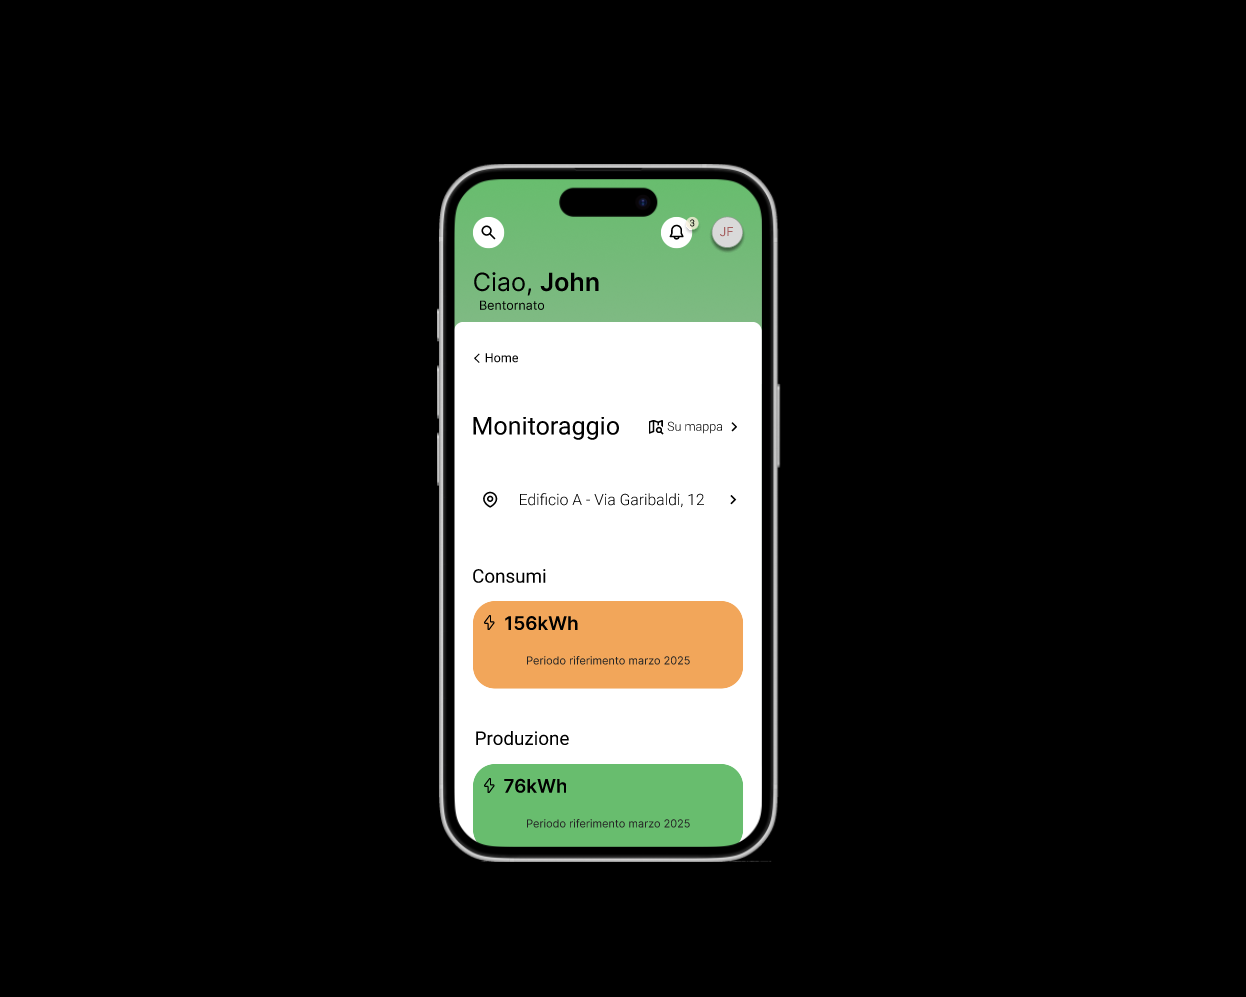 3
JF
Ciao, John
Bentornato
Home
Monitoraggio
Su mappa
Edificio A - Via Garibaldi, 12
Consumi
156kWh
Periodo riferimento marzo 2025
Produzione
76kWh
Periodo riferimento marzo 2025